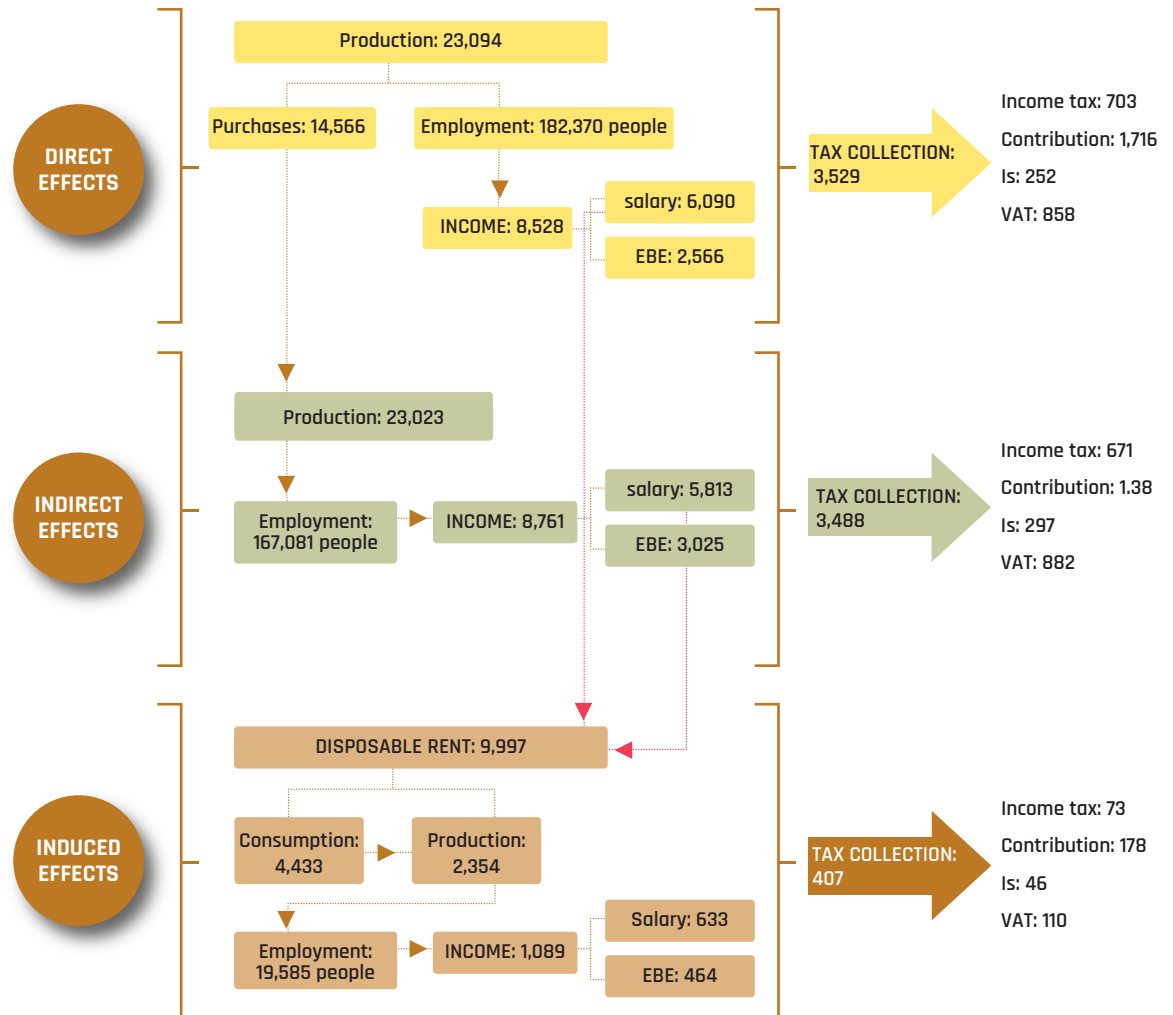 Production: 23,094
Purchases: 14,566
Employment: 182,370 people
DIRECT
EFFECTS
INCOME: 8,528
salary: 6,090
EBE: 2,566
TAX COLLECTION:
3,529
Income tax: 703
Contribution: 1,716
Is: 252
VAT: 858
Production: 23,023
INDIRECT
EFFECTS
Employment:
167,081 people
INCOME: 8,761
salary: 5,813
EBE: 3,025
TAX COLLECTION:
3,488
Income tax: 671
Contribution: 1.38
Is: 297
VAT: 882
DISPOSABLE RENT: 9,997
INDUCED
EFFECTS
Consumption:
4,433
Production:
2,354
Employment:
19,585 people
INCOME: 1,089
Salary: 633
EBE: 464
TAX COLLECTION:
407
Income tax: 73
Contribution: 178
Is: 46
VAT: 110